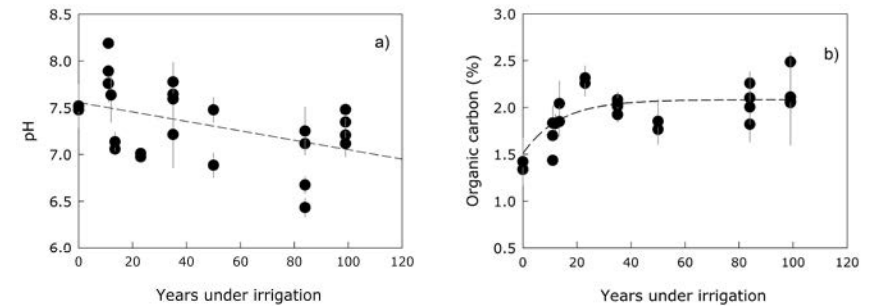 8.5
8.0
7.5
7.0
6.5
6.0
pH
a)
0 20 40 60 80 100 120
Years under irrigation
3.0
2.5
2.0
1.5
1.0
0.5
Organic carbon (%)
b)
0 20 40 60 80 100 120
Years under irrigation